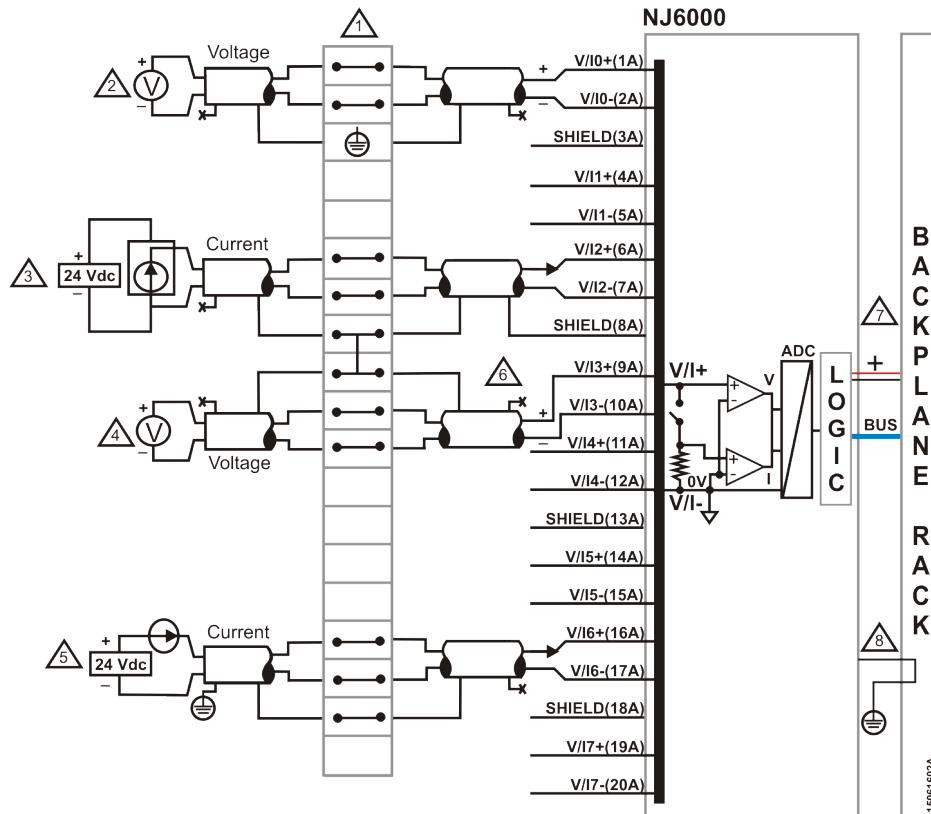 NJ6000
1
Voltage
+
2
V
–
+
–
V/I0+(1A)
V/I0-(2A)
SHIELD(3A)
V/I1+(4A)
V/I1-(5A)
Current
3
+
24 Vdc
–
V/I2+(6A)
V/I2-(7A)
SHIELD(8A)
4
+
V
–
Voltage
6
+
–
V/I3+(9A)
V/I3-(10A)
V/I4+(11A)
V/I4-(12A)
SHIELD(13A)
V/I5+(14A)
V/I5-(15A)
Current
5
+
24 Vdc
–
V/I6+(16A)
V/I6-(17A)
SHIELD(18A)
V/I7+(19A)
V/I7-(20A)
V/I+
+
-
V
+
-
I
0V
V/I-
ADC
LOGIC
7
+
BUS
8
BACKPLANE RACK
15061602A